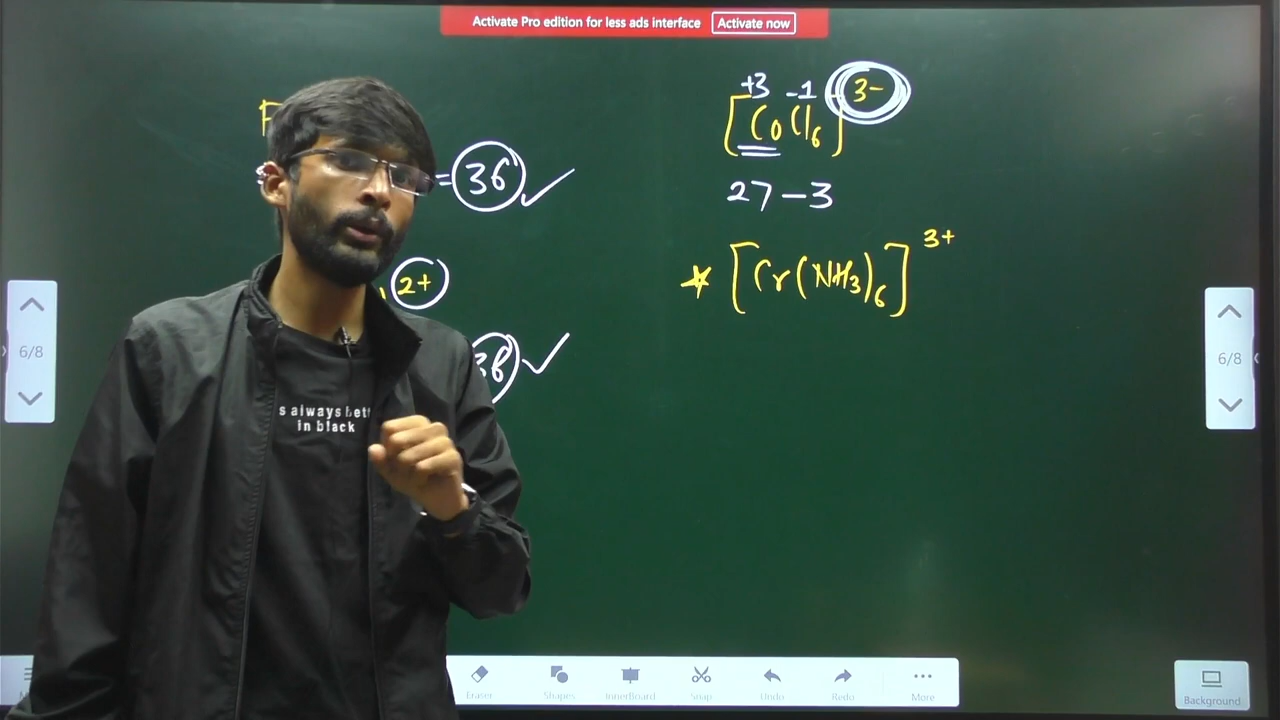 Activate Pro edition for less ads interface Activate now
+3 -1 3-
[CoCl6]
= 36 ✓
27 - 3
3+
★ [Cr(NH3)6]
2+
6/8
6/8
s always bett
in black
Eraser Shapes InnerBoard Snap Undo Redo More
Background